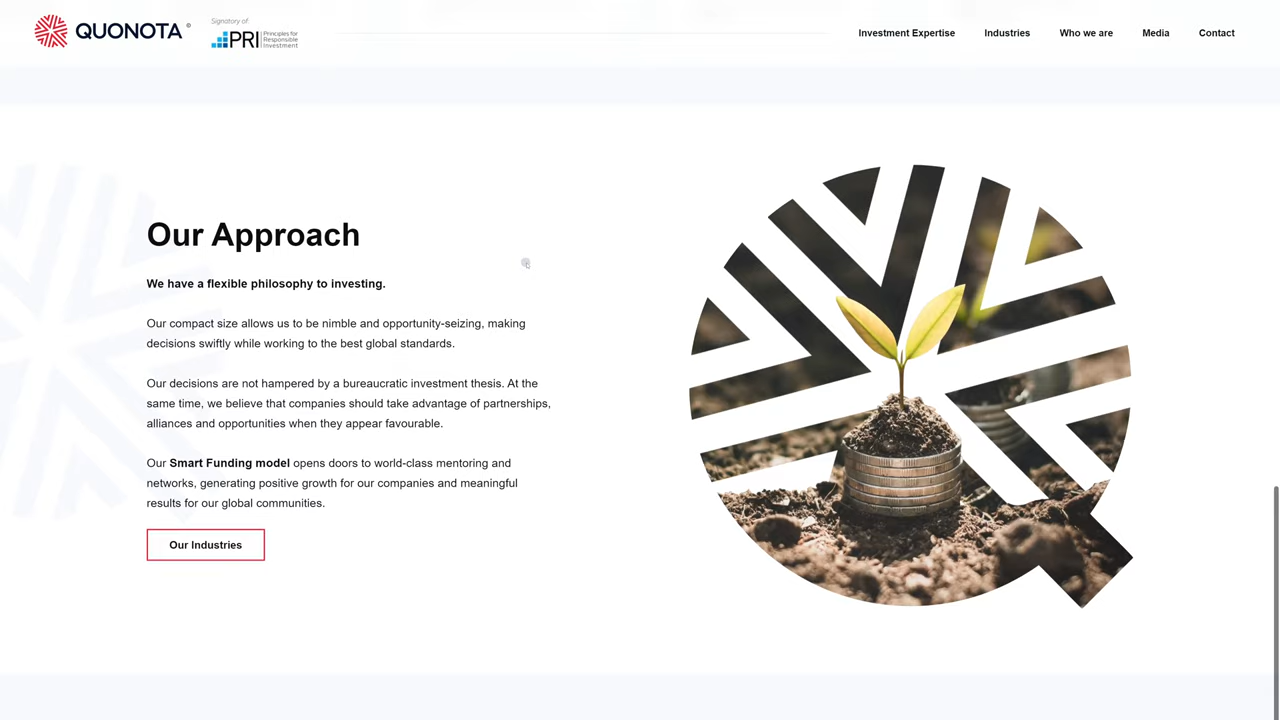 QUONOTA ®
Signatory of:
PRI Principles for
Responsible
Investment
Investment Expertise
Industries
Who we are
Media
Contact
Our Approach
We have a flexible philosophy to investing.
Our compact size allows us to be nimble and opportunity-seizing, making
decisions swiftly while working to the best global standards.
Our decisions are not hampered by a bureaucratic investment thesis. At the
same time, we believe that companies should take advantage of partnerships,
alliances and opportunities when they appear favourable.
Our Smart Funding model opens doors to world-class mentoring and
networks, generating positive growth for our companies and meaningful
results for our global communities.
Our Industries